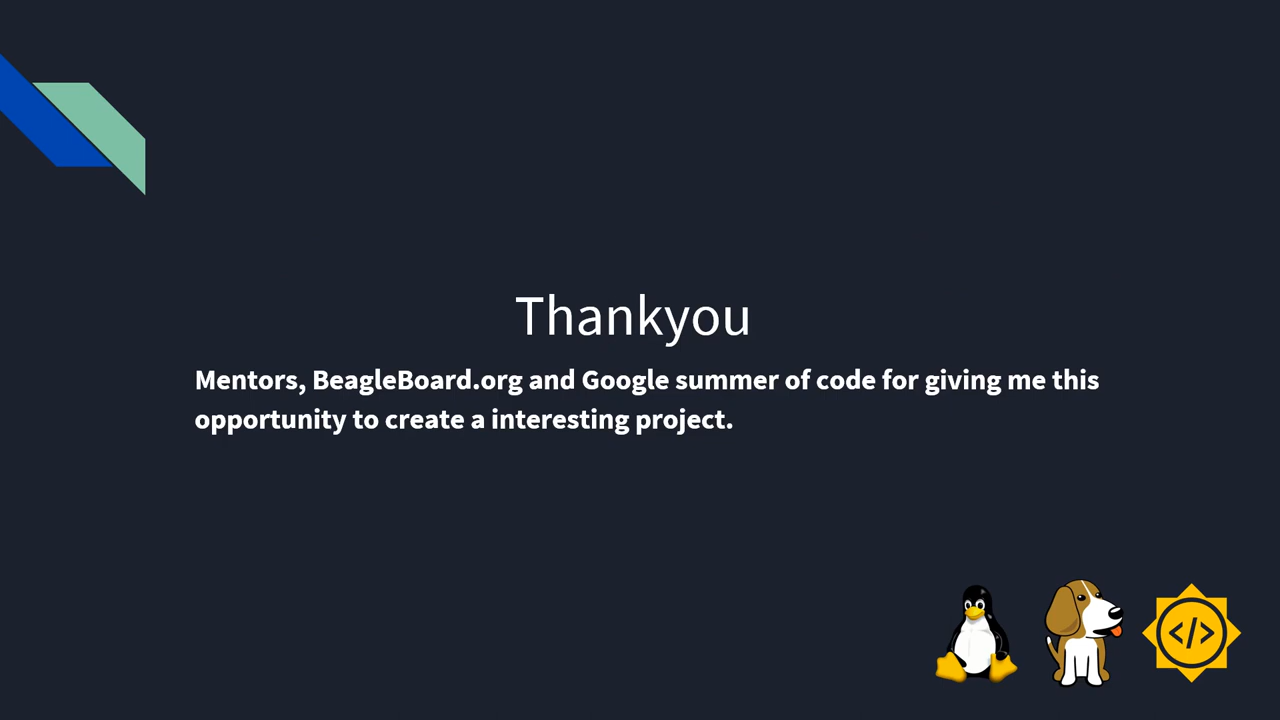 Thankyou
Mentors, BeagleBoard.org and Google summer of code for giving me this
opportunity to create a interesting project.
</>